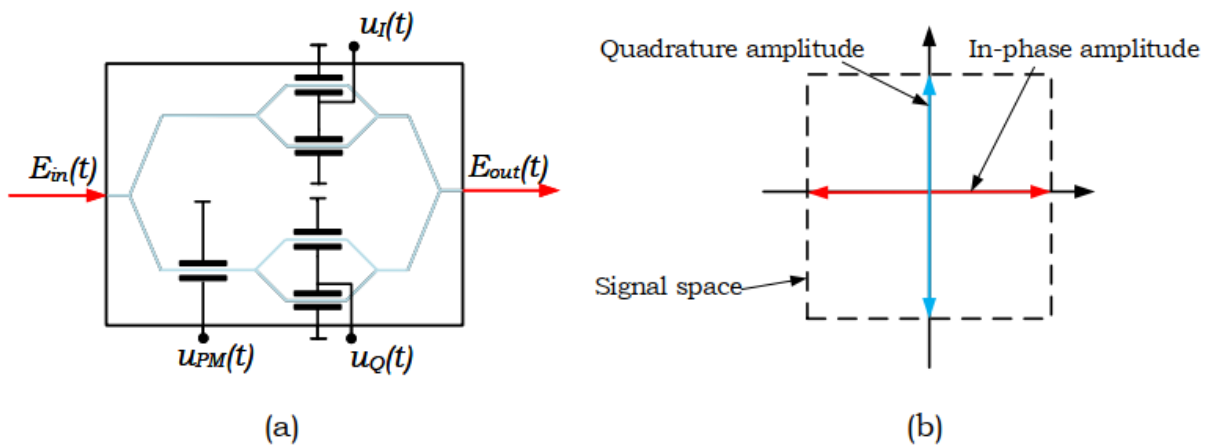 u_I(t)
E_in(t)
E_out(t)
u_PM(t)
u_Q(t)
(a)
Quadrature amplitude
In-phase amplitude
Signal space
(b)